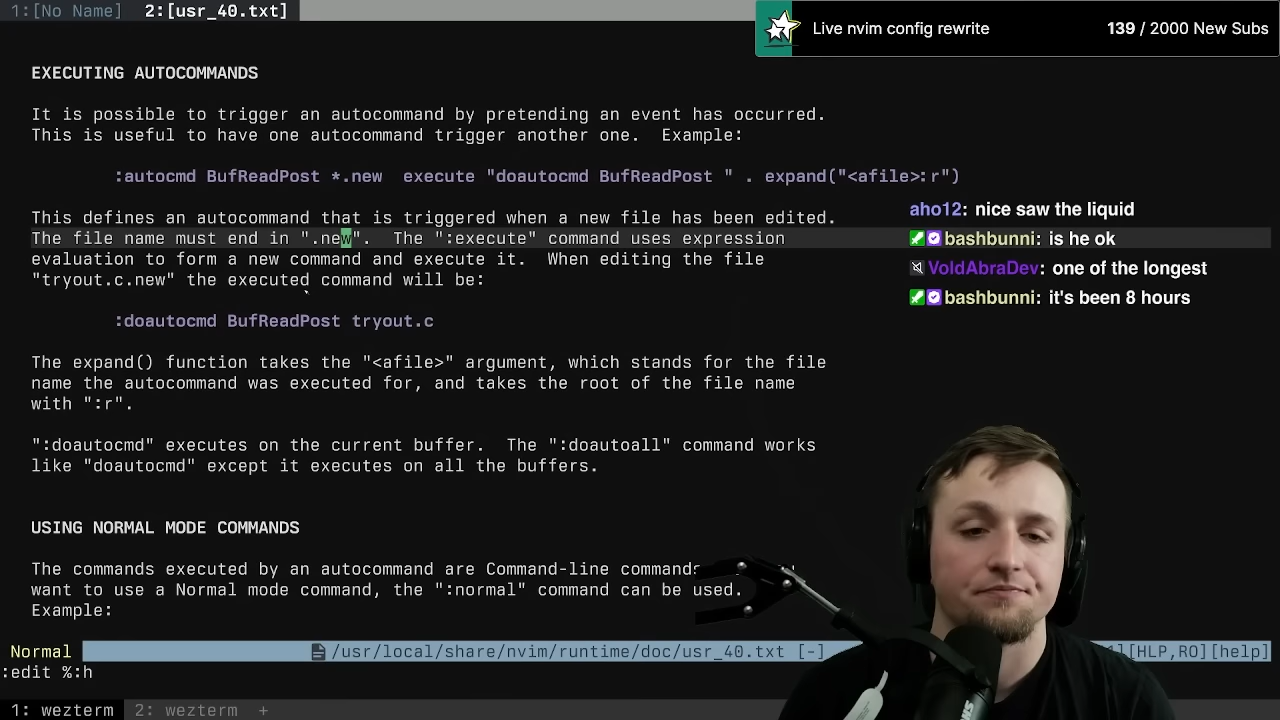 1:[No Name]  2:[usr_40.txt]
Live nvim config rewrite  139 / 2000 New Subs
EXECUTING AUTOCOMMANDS
It is possible to trigger an autocommand by pretending an event has occurred.
This is useful to have one autocommand trigger another one.  Example:
:autocmd BufReadPost *.new  execute "doautocmd BufReadPost " . expand("<afile>:r")
This defines an autocommand that is triggered when a new file has been edited.
The file name must end in ".new".  The ":execute" command uses expression
evaluation to form a new command and execute it.  When editing the file
"tryout.c.new" the executed command will be:
:doautocmd BufReadPost tryout.c
The expand() function takes the "<afile>" argument, which stands for the file
name the autocommand was executed for, and takes the root of the file name
with ":r".
":doautocmd" executes on the current buffer.  The ":doautoall" command works
like "doautocmd" except it executes on all the buffers.
USING NORMAL MODE COMMANDS
The commands executed by an autocommand are Command-line commands
want to use a Normal mode command, the ":normal" command can be used.
Example:
aho12: nice saw the liquid
bashbunni: is he ok
VoldAbraDev: one of the longest
bashbunni: it's been 8 hours
Normal  /usr/local/share/nvim/runtime/doc/usr_40.txt [-]  [HLP,RO][help]
:edit %:h
1: wezterm  2: wezterm  +